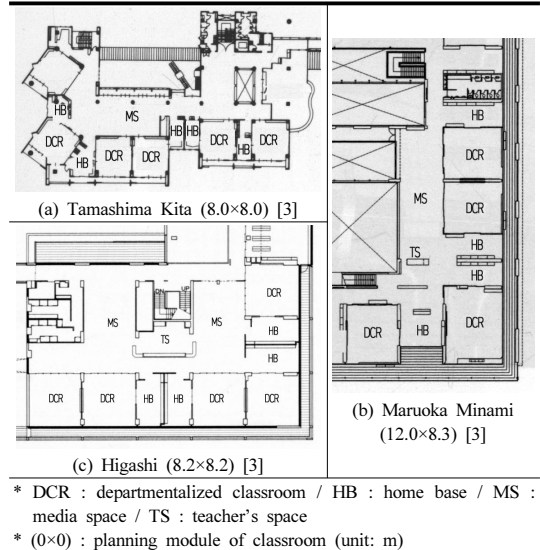 HB
MS
HB HB
DCR
DCR DCR
DCR DCR
HB
HB
(a) Tamashima Kita (8.0×8.0) [3]
DCR
DN UP
MS
TS
MS
HB
HB
DCR DCR HB HB DCR DCR
(c) Higashi (8.2×8.2) [3]
HB
DCR
MS
DCR
TS
HB
HB
DCR
HB
DCR
(b) Maruoka Minami
(12.0×8.3) [3]
* DCR : departmentalized classroom / HB : home base / MS :
media space / TS : teacher's space
* (0×0) : planning module of classroom (unit: m)